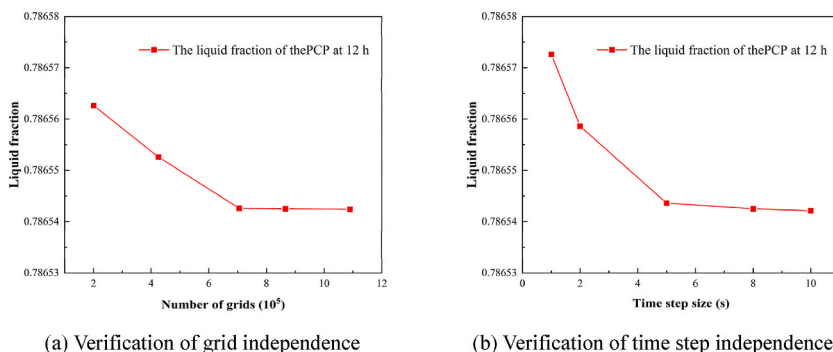 0.78658
0.78657
0.78656
0.78655
0.78654
0.78653
Liquid fraction
The liquid fraction of thePCP at 12 h
2 4 6 8 10 12
Number of grids (10⁵)
(a) Verification of grid independence
0.78658
0.78657
0.78656
0.78655
0.78654
0.78653
Liquid fraction
The liquid fraction of thePCP at 12 h
0 2 4 6 8 10
Time step size (s)
(b) Verification of time step independence